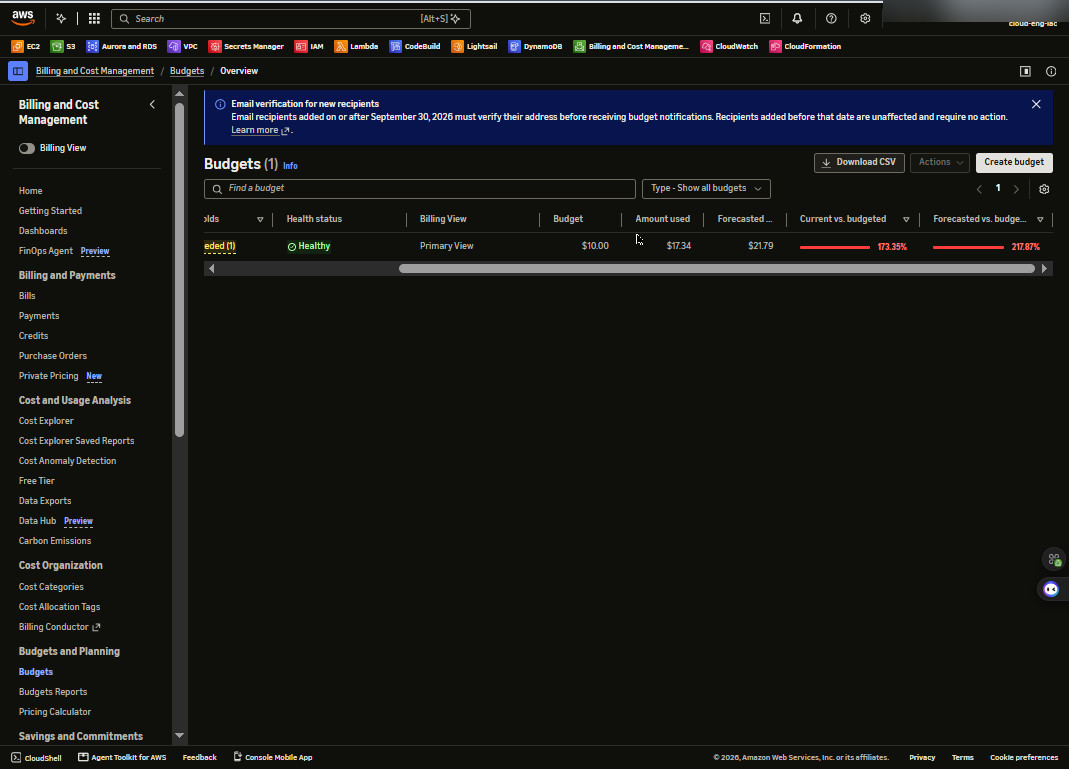 aws
Search [Alt+S]
cloud-eng-lac
EC2 S3 Aurora and RDS VPC Secrets Manager IAM Lambda CodeBuild Lightsail DynamoDB Billing and Cost Manageme... CloudWatch CloudFormation
Billing and Cost Management / Budgets / Overview
Billing and Cost
Management
Billing View
Home
Getting Started
Dashboards
FinOps Agent Preview
Billing and Payments
Bills
Payments
Credits
Purchase Orders
Private Pricing New
Cost and Usage Analysis
Cost Explorer
Cost Explorer Saved Reports
Cost Anomaly Detection
Free Tier
Data Exports
Data Hub Preview
Carbon Emissions
Cost Organization
Cost Categories
Cost Allocation Tags
Billing Conductor
Budgets and Planning
Budgets
Budgets Reports
Pricing Calculator
Savings and Commitments
Email verification for new recipients
Email recipients added on or after September 30, 2026 must verify their address before receiving budget notifications. Recipients added before that date are unaffected and require no action.
Learn more .
Budgets (1) Info
Download CSV Actions Create budget
Find a budget Type - Show all budgets 1
olds Health status Billing View Budget Amount used Forecasted ... Current vs. budgeted Forecasted vs. budge...
eded (1) Healthy Primary View $10.00 $17.34 $21.79 173.35% 217.87%
CloudShell Agent Toolkit for AWS Feedback Console Mobile App © 2026, Amazon Web Services, Inc. or its affiliates. Privacy Terms Cookie preferences